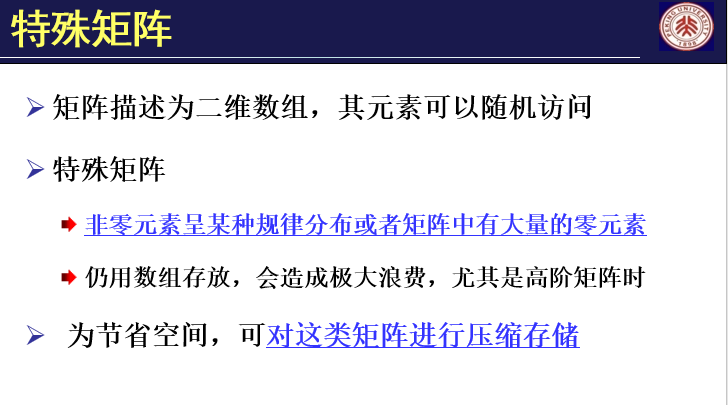 特殊矩阵
PEKING UNIVERSITY
1898
矩阵描述为二维数组，其元素可以随机访问
特殊矩阵
非零元素呈某种规律分布或者矩阵中有大量的零元素
仍用数组存放，会造成极大浪费，尤其是高阶矩阵时
为节省空间，可对这类矩阵进行压缩存储